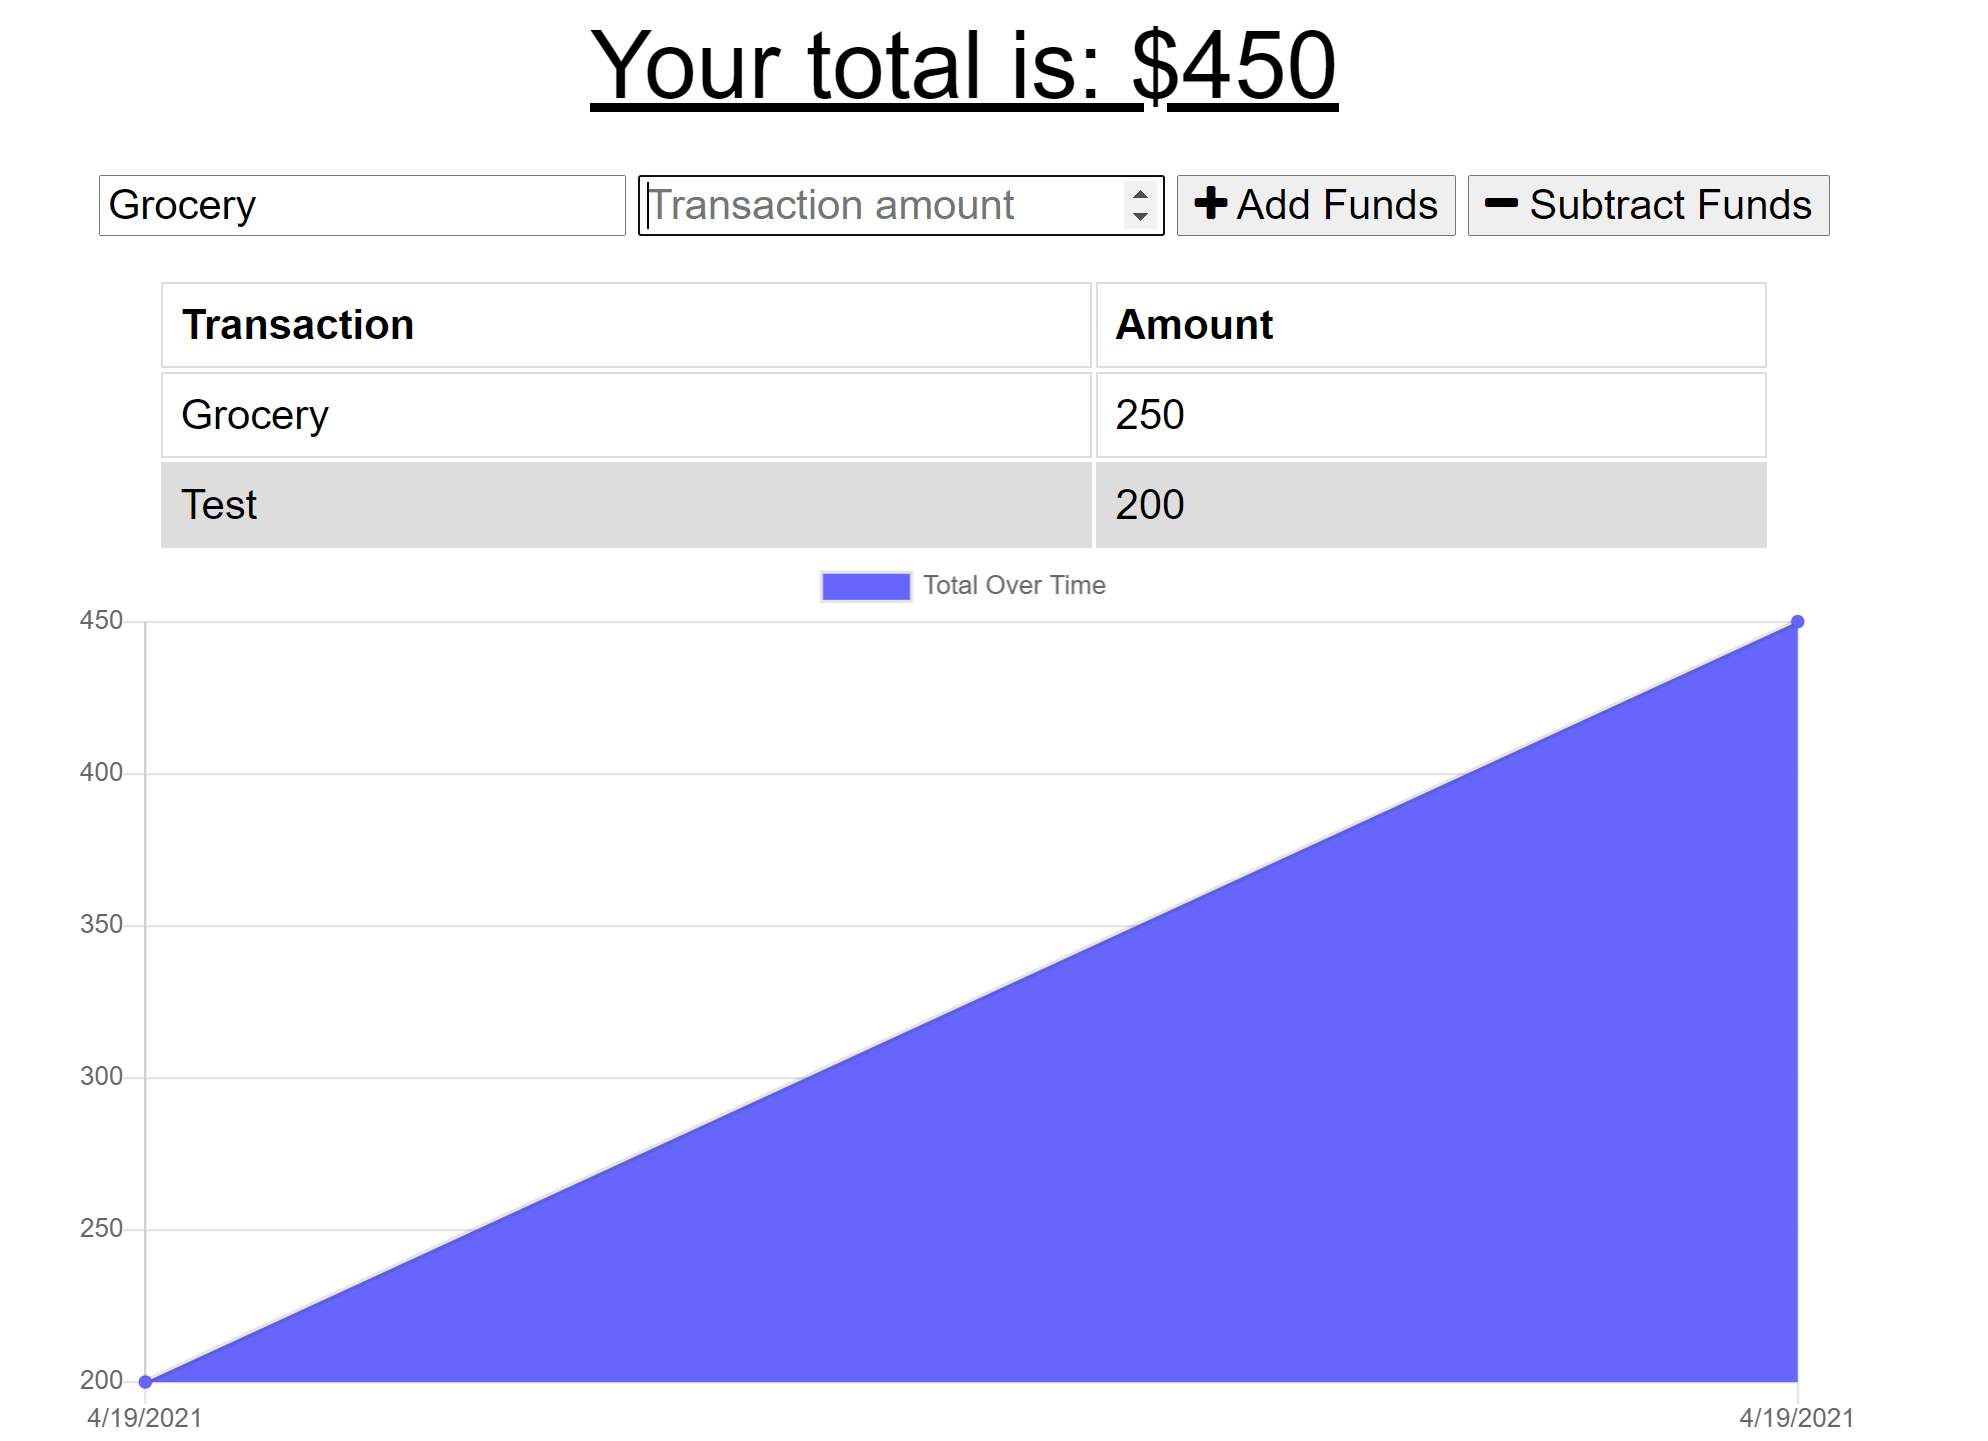 Your total is: $450
Grocery Transaction amount Add Funds Subtract Funds
Transaction Amount
Grocery 250
Test 200
Total Over Time
450
400
350
300
250
200
4/19/2021 4/19/2021